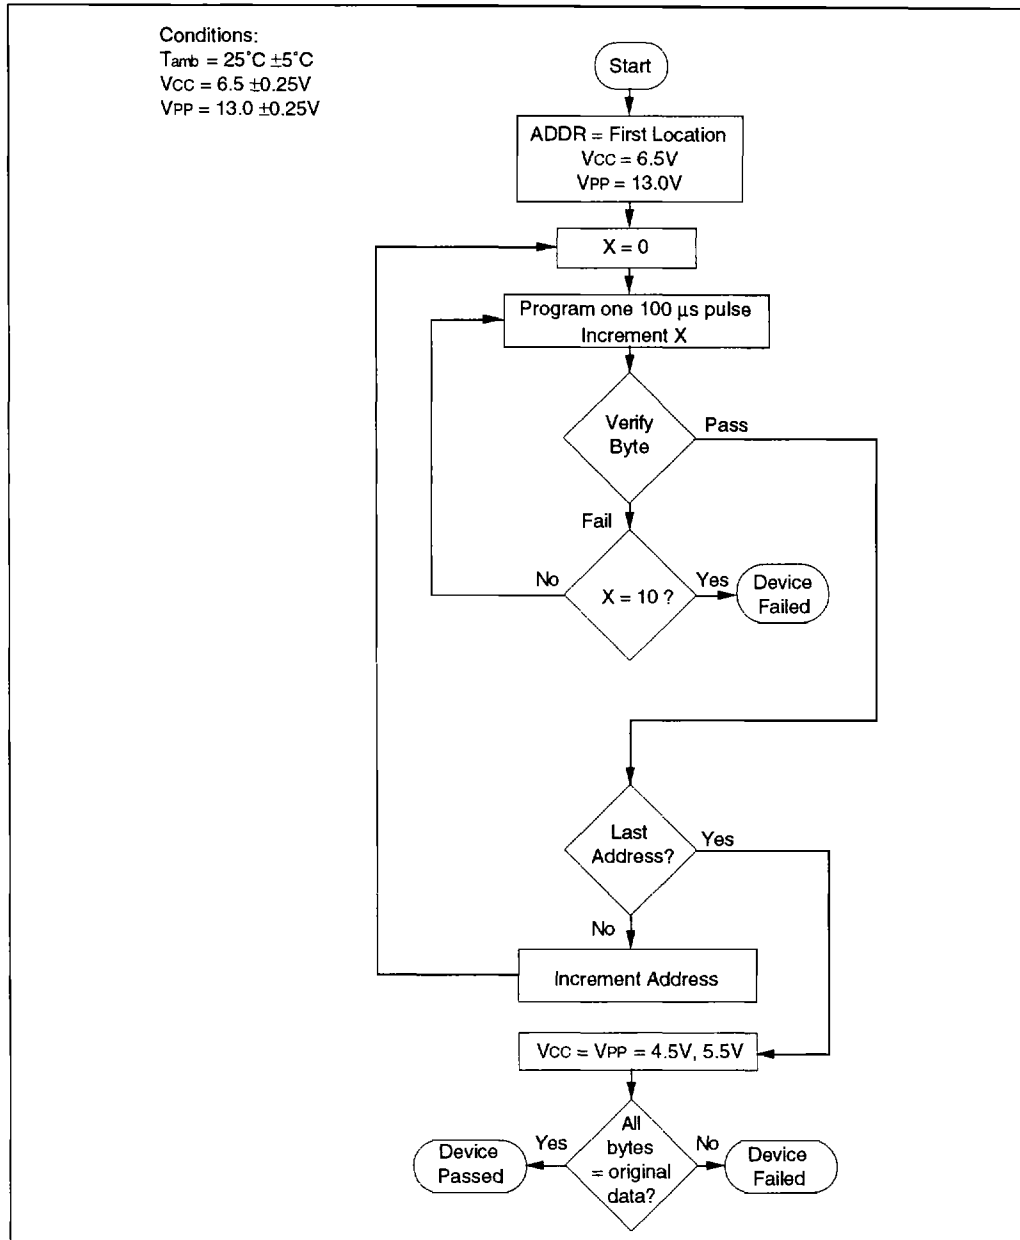 Conditions:
Tamb = 25˚C ±5˚C
VCC = 6.5 ±0.25V
VPP = 13.0 ±0.25V
Start
ADDR = First Location
VCC = 6.5V
VPP = 13.0V
X = 0
Program one 100 µs pulse
Increment X
Verify
Byte
Pass
Fail
No
X = 10 ?
Yes
Device
Failed
Last
Address?
Yes
No
Increment Address
VCC = VPP = 4.5V, 5.5V
Device
Passed
Yes
All
bytes
= original
data?
No
Device
Failed